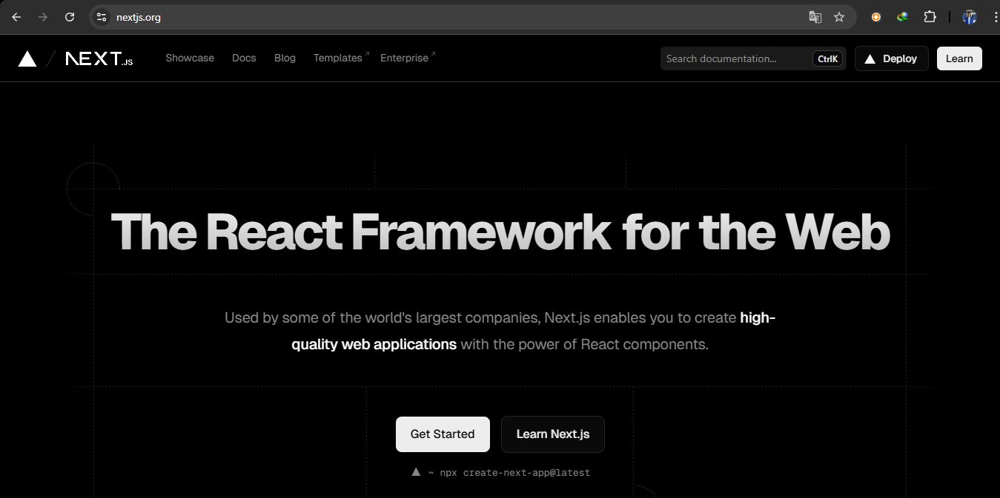 nextjs.org
NEXT.JS
Showcase
Docs
Blog
Templates
Enterprise
Search documentation...
CtrlK
Deploy
Learn
The React Framework for the Web
Used by some of the world's largest companies, Next.js enables you to create high-
quality web applications with the power of React components.
Get Started
Learn Next.js
~ npx create-next-app@latest